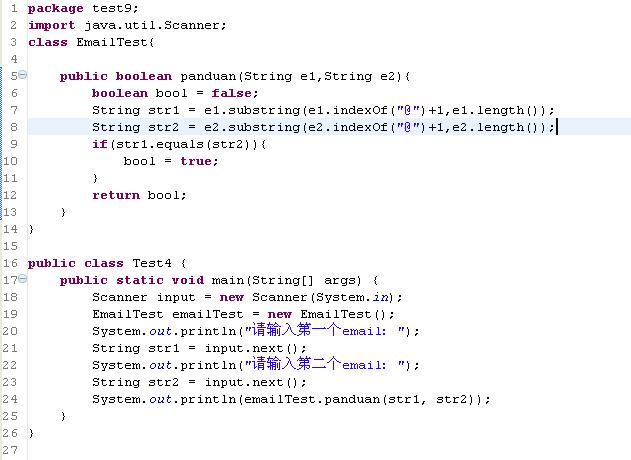 1 package test9;
2 import java.util.Scanner;
3 class EmailTest{
4
5 public boolean panduan(String e1,String e2){
6 boolean bool = false;
7 String str1 = e1.substring(e1.indexOf("@")+1,e1.length());
8 String str2 = e2.substring(e2.indexOf("@")+1,e2.length());
9 if(str1.equals(str2)){
10 bool = true;
11 }
12 return bool;
13 }
14 }
15
16 public class Test4 {
17 public static void main(String[] args) {
18 Scanner input = new Scanner(System.in);
19 EmailTest emailTest = new EmailTest();
20 System.out.println("请输入第一个email: ");
21 String str1 = input.next();
22 System.out.println("请输入第二个email: ");
23 String str2 = input.next();
24 System.out.println(emailTest.panduan(str1, str2));
25 }
26 }
27